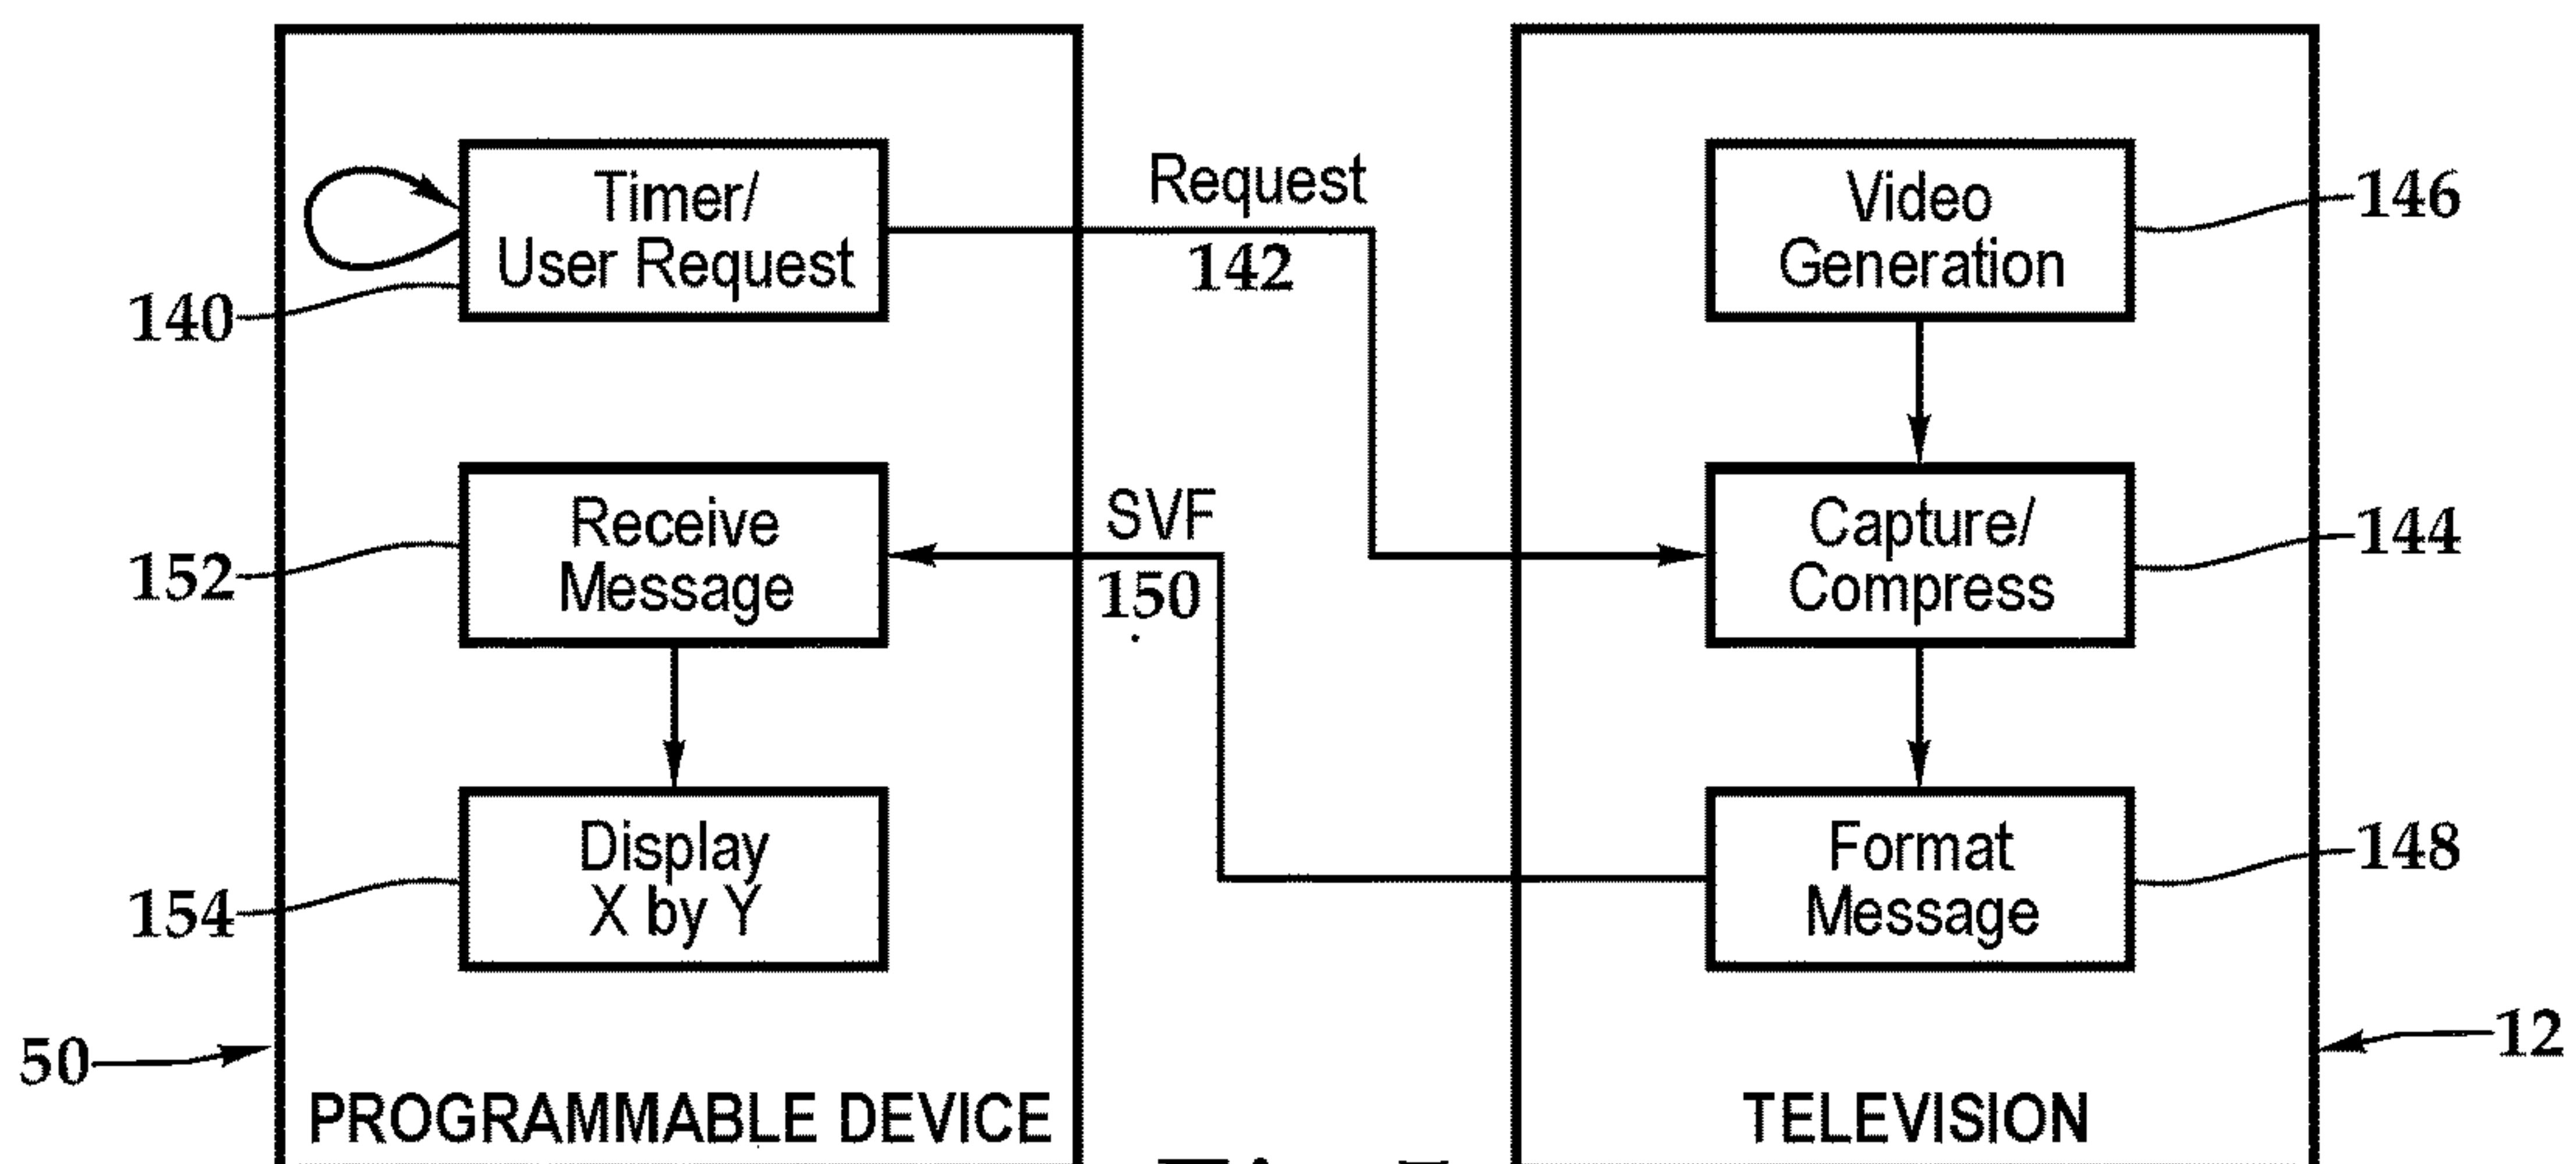 Timer/
User Request
140
Request
142
Video
Generation
146
Receive
Message
152
SVF
150
Capture/
Compress
144
Display
X by Y
154
Format
Message
148
50
12
PROGRAMMABLE DEVICE
TELEVISION